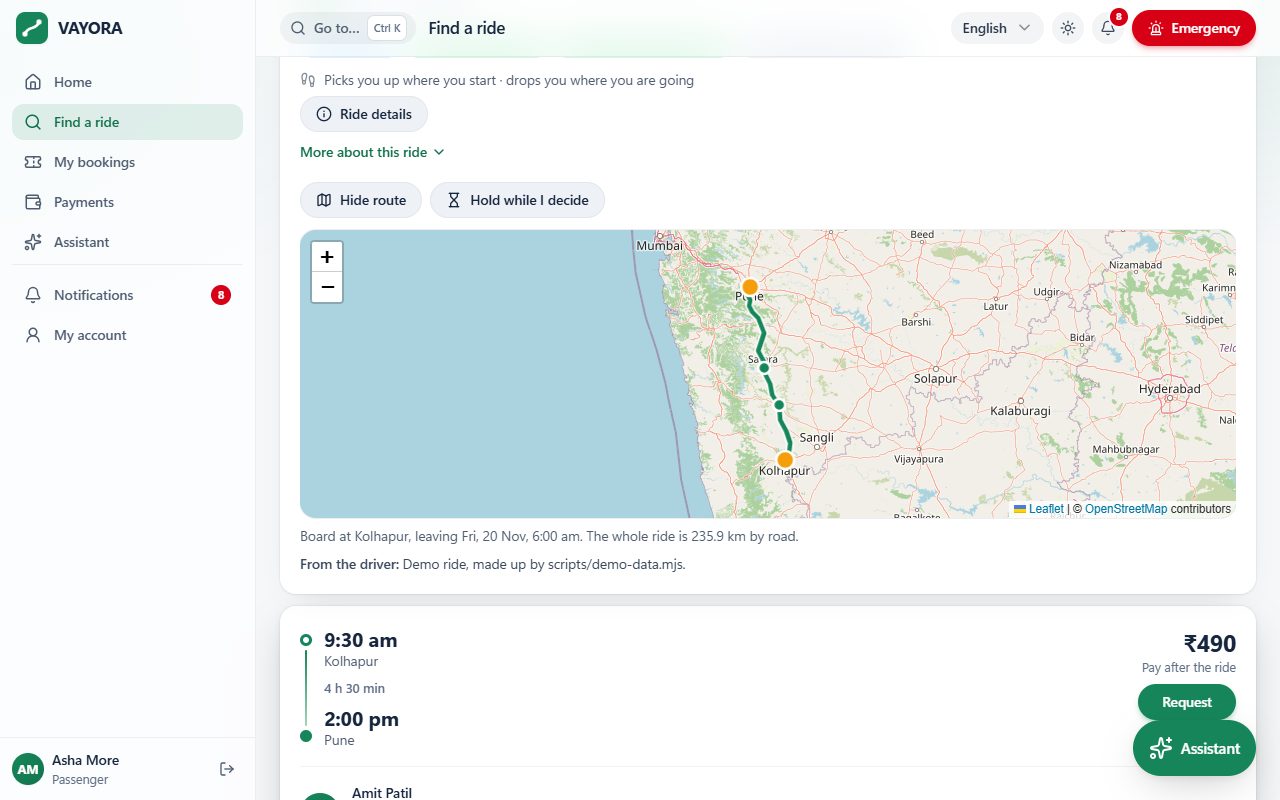 VAYORA
Go to...
Ctrl K
Find a ride
English
8
Emergency
Home
Find a ride
My bookings
Payments
Assistant
Notifications
8
My account
Picks you up where you start · drops you where you are going
Ride details
More about this ride
Hide route
Hold while I decide
+
−
Mumbai
Beed
Nizamabad
Udgir
Karimn
Latur
Siddipet
Barshi
Bidar
Solapur
Hyderabad
Kalaburagi
Sangli
Mahbubnagar
Vijayapura
Kolhapur
Leaflet | © OpenStreetMap contributors
Board at Kolhapur, leaving Fri, 20 Nov, 6:00 am. The whole ride is 235.9 km by road.
From the driver: Demo ride, made up by scripts/demo-data.mjs.
9:30 am
Kolhapur
4 h 30 min
2:00 pm
Pune
₹490
Pay after the ride
Request
Assistant
Amit Patil
AM
Asha More
Passenger